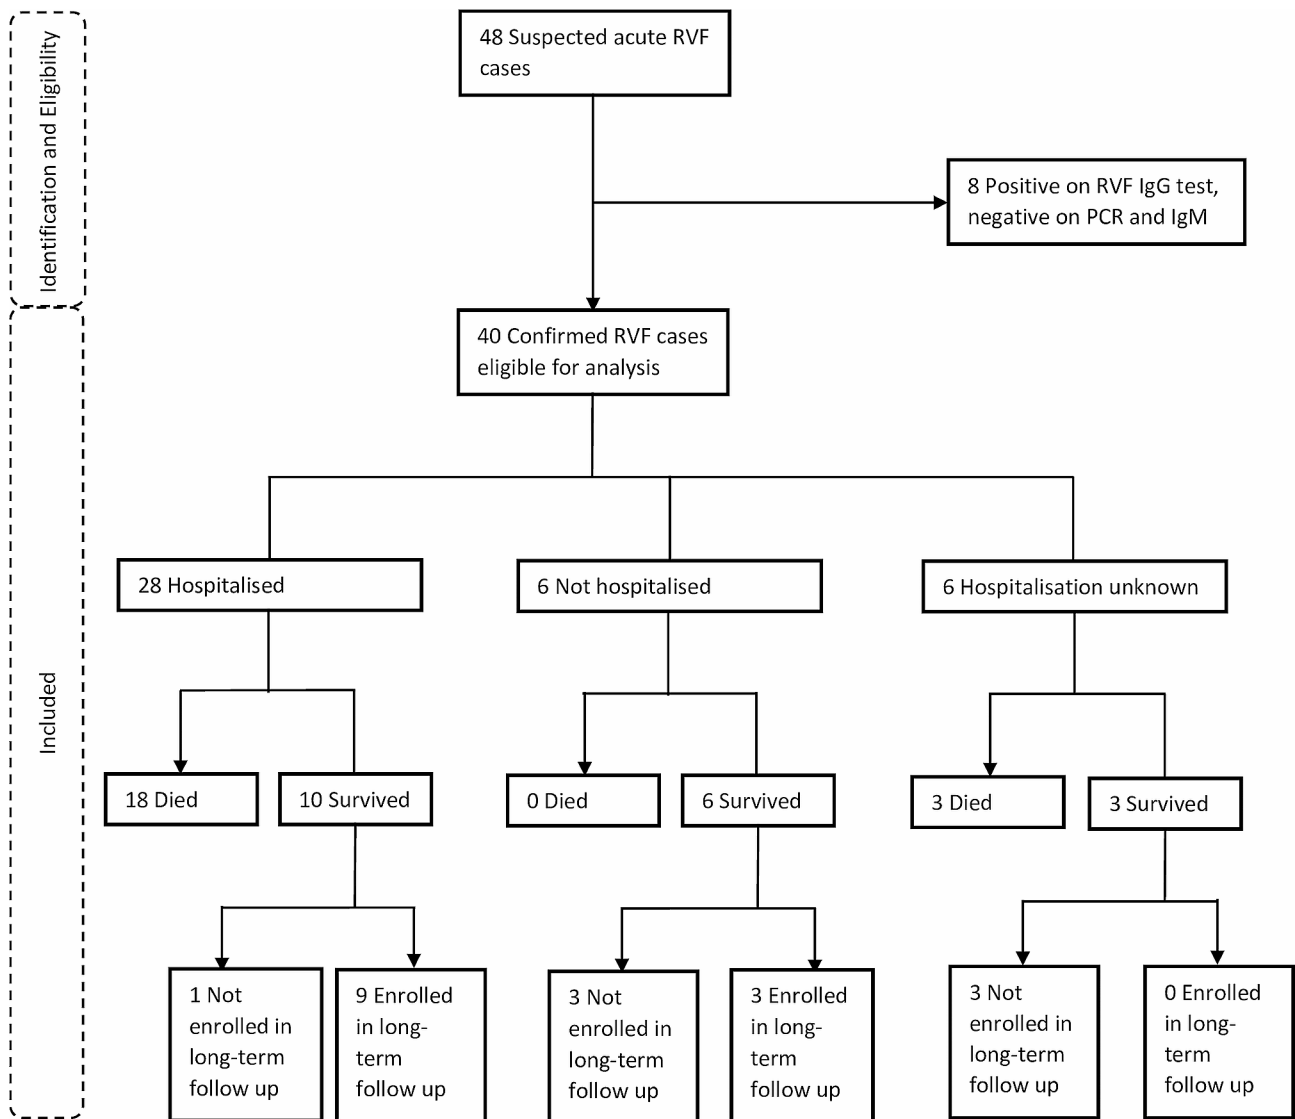 Identification and Eligibility
48 Suspected acute RVF
cases
8 Positive on RVF IgG test,
negative on PCR and IgM
Included
40 Confirmed RVF cases
eligible for analysis
28 Hospitalised
6 Not hospitalised
6 Hospitalisation unknown
18 Died
10 Survived
0 Died
6 Survived
3 Died
3 Survived
1 Not
enrolled in
long-term
follow up
9 Enrolled
in long-
term
follow up
3 Not
enrolled in
long-term
follow up
3 Enrolled
in long-
term
follow up
3 Not
enrolled in
long-term
follow up
0 Enrolled
in long-
term
follow up